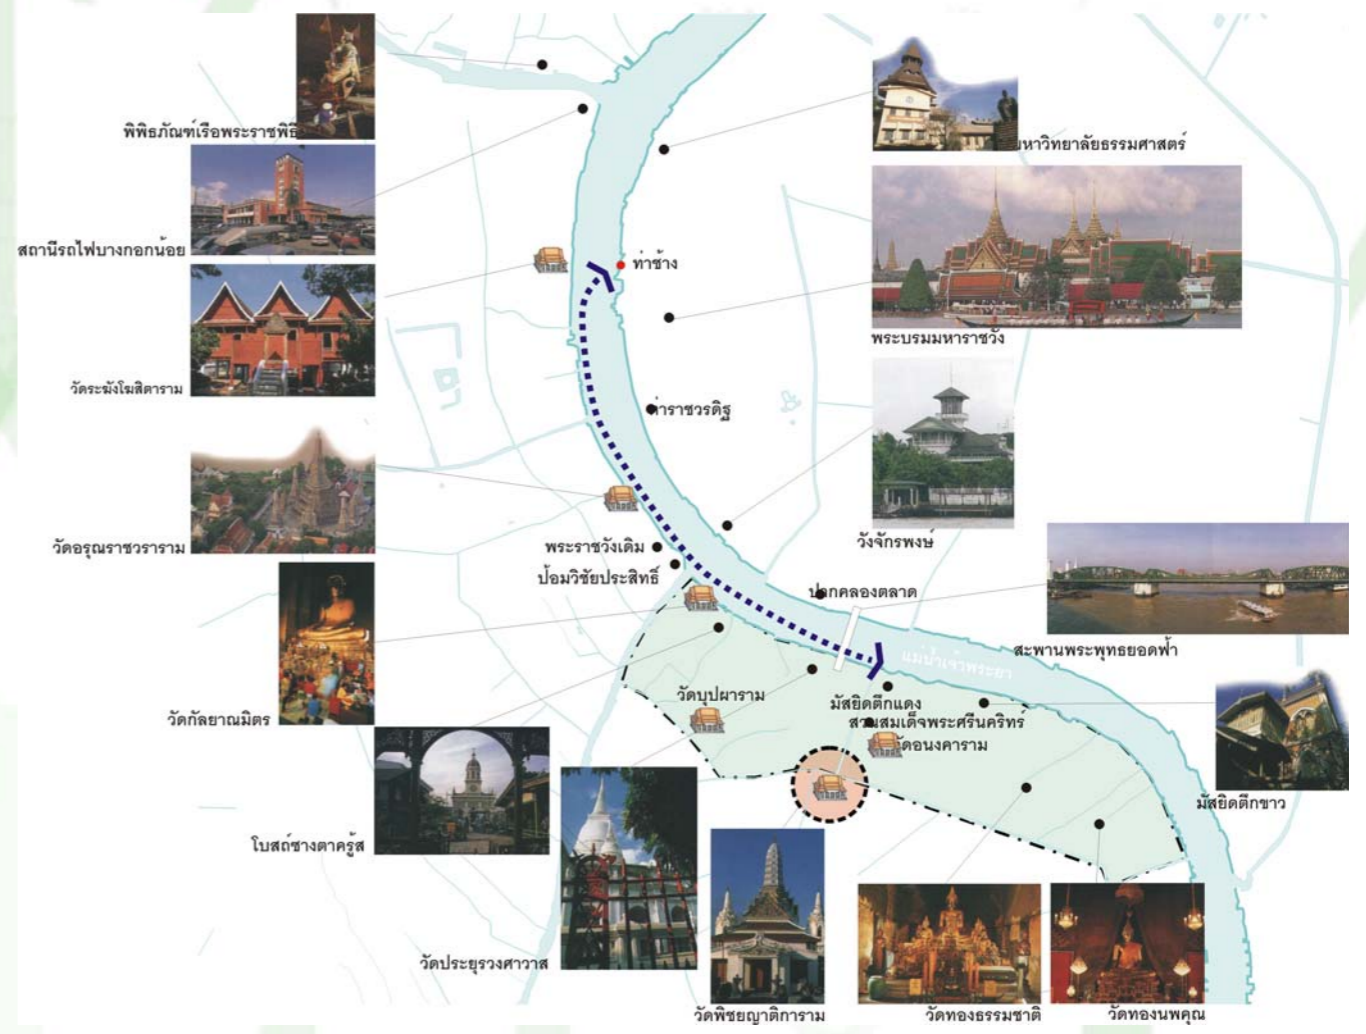 พิพิธภัณฑ์เรือพระราชพิธี
มหาวิทยาลัยธรรมศาสตร์
สถานีรถไฟบางกอกน้อย
ท่าช้าง
พระบรมมหาราชวัง
วัดระฆังโฆสิตาราม
ท่าราชวรดิฐ
วัดอรุณราชวราราม
วังจักรพงษ์
พระราชวังเดิม
ป้อมวิชัยประสิทธิ์
ปากคลองตลาด
สะพานพระพุทธยอดฟ้า
แม่น้ำเจ้าพระยา
วัดกัลยาณมิตร
วัดบุปผาราม
มัสยิดตึกแดง
สวนสมเด็จพระศรีนครินทร์
วัดอนงคาราม
มัสยิดตึกขาว
โบสถ์ซางตาครู้ส
วัดประยุรวงศาวาส
วัดพิชยญาติการาม
วัดทองธรรมชาติ
วัดทองนพคุณ